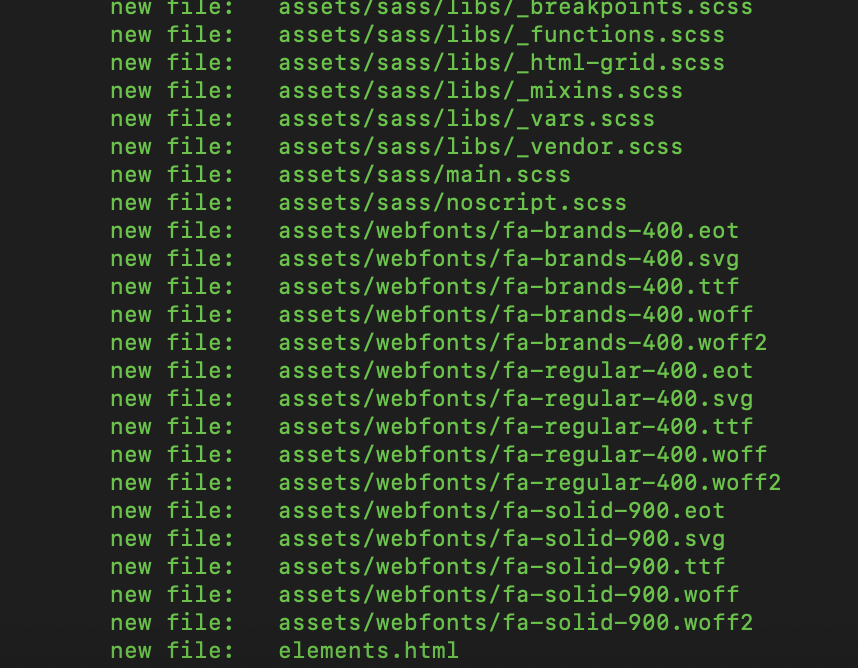 new file:   assets/sass/libs/_breakpoints.scss
new file:   assets/sass/libs/_functions.scss
new file:   assets/sass/libs/_html-grid.scss
new file:   assets/sass/libs/_mixins.scss
new file:   assets/sass/libs/_vars.scss
new file:   assets/sass/libs/_vendor.scss
new file:   assets/sass/main.scss
new file:   assets/sass/noscript.scss
new file:   assets/webfonts/fa-brands-400.eot
new file:   assets/webfonts/fa-brands-400.svg
new file:   assets/webfonts/fa-brands-400.ttf
new file:   assets/webfonts/fa-brands-400.woff
new file:   assets/webfonts/fa-brands-400.woff2
new file:   assets/webfonts/fa-regular-400.eot
new file:   assets/webfonts/fa-regular-400.svg
new file:   assets/webfonts/fa-regular-400.ttf
new file:   assets/webfonts/fa-regular-400.woff
new file:   assets/webfonts/fa-regular-400.woff2
new file:   assets/webfonts/fa-solid-900.eot
new file:   assets/webfonts/fa-solid-900.svg
new file:   assets/webfonts/fa-solid-900.ttf
new file:   assets/webfonts/fa-solid-900.woff
new file:   assets/webfonts/fa-solid-900.woff2
new file:   elements.html